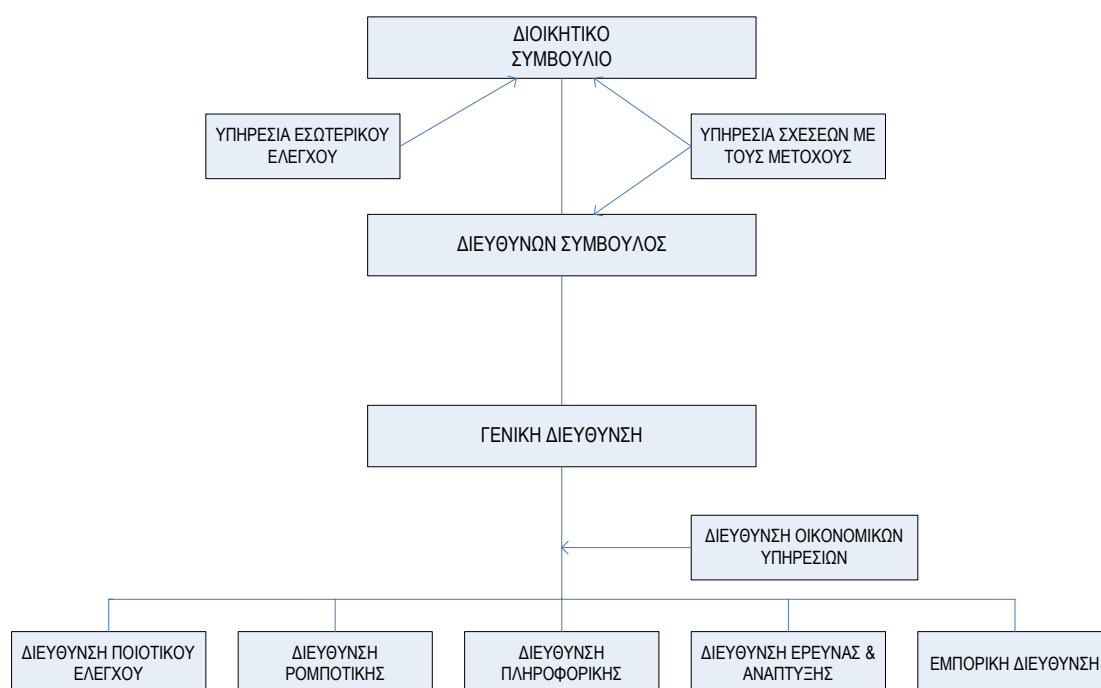 ΔΙΟΙΚΗΤΙΚΟ
ΣΥΜΒΟΥΛΙΟ
ΥΠΗΡΕΣΙΑ ΕΣΩΤΕΡΙΚΟΥ
ΕΛΕΓΧΟΥ
ΥΠΗΡΕΣΙΑ ΣΧΕΣΕΩΝ ΜΕ
ΤΟΥΣ ΜΕΤΟΧΟΥΣ
ΔΙΕΥΘΥΝΩΝ ΣΥΜΒΟΥΛΟΣ
ΓΕΝΙΚΗ ΔΙΕΥΘΥΝΣΗ
ΔΙΕΥΘΥΝΣΗ ΟΙΚΟΝΟΜΙΚΩΝ
ΥΠΗΡΕΣΙΩΝ
ΔΙΕΥΘΥΝΣΗ ΠΟΙΟΤΙΚΟΥ
ΕΛΕΓΧΟΥ
ΔΙΕΥΘΥΝΣΗ
ΡΟΜΠΟΤΙΚΗΣ
ΔΙΕΥΘΥΝΣΗ
ΠΛΗΡΟΦΟΡΙΚΗΣ
ΔΙΕΥΘΥΝΣΗ ΕΡΕΥΝΑΣ &
ΑΝΑΠΤΥΞΗΣ
ΕΜΠΟΡΙΚΗ ΔΙΕΥΘΥΝΣΗ